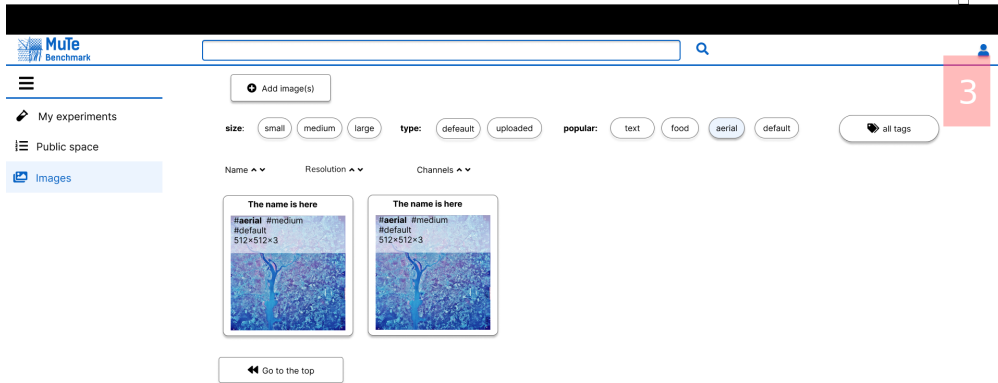 MuTe
Benchmark
3
Add image(s)
My experiments
Public space
Images
size: small medium large type: defeault uploaded popular: text food aerial default all tags
Name Resolution Channels
The name is here
#aerial #medium
#default
512×512×3
The name is here
#aerial #medium
#default
512×512×3
Go to the top